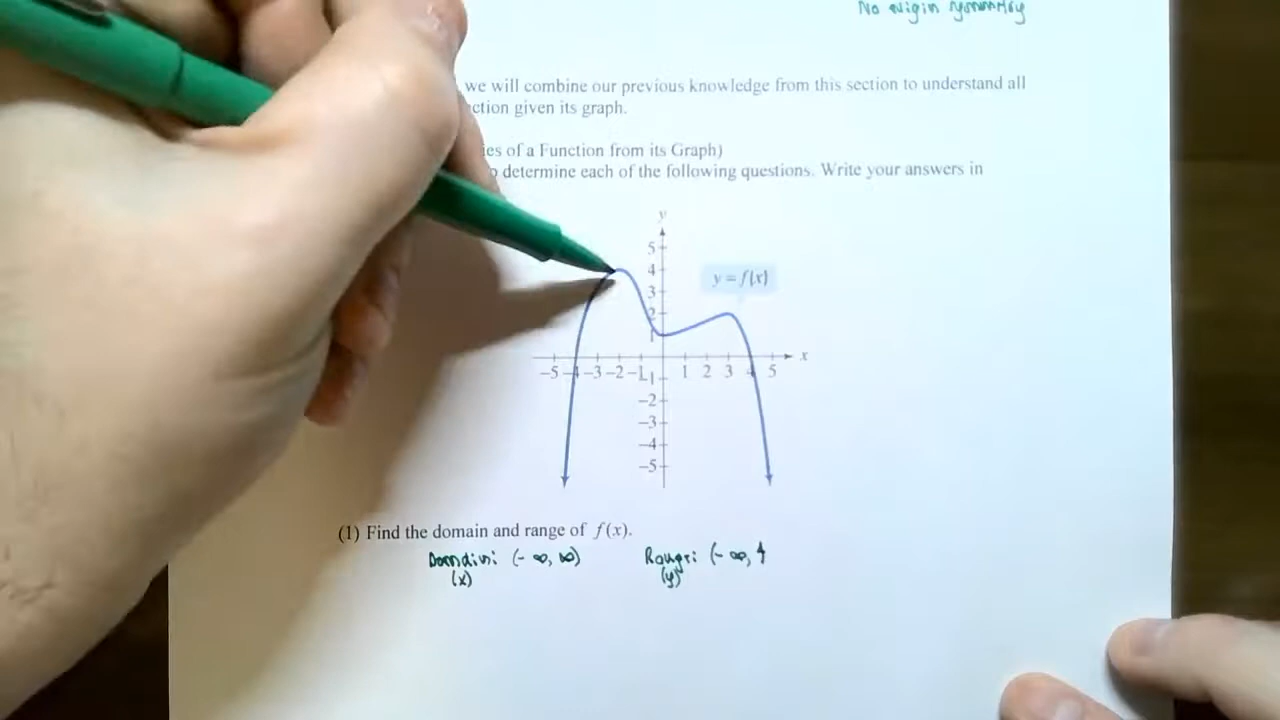 No origin symmetry
we will combine our previous knowledge from this section to understand all
ction given its graph.
ies of a Function from its Graph)
determine each of the following questions. Write your answers in
y
5
4
3
2
1
y = f(x)
-5 -4 -3 -2 -1 1 2 3 4 5 x
-1
-2
-3
-4
-5
(1) Find the domain and range of f(x).
Domain: (-∞, ∞) Range: (-∞, 4
(x) (y)